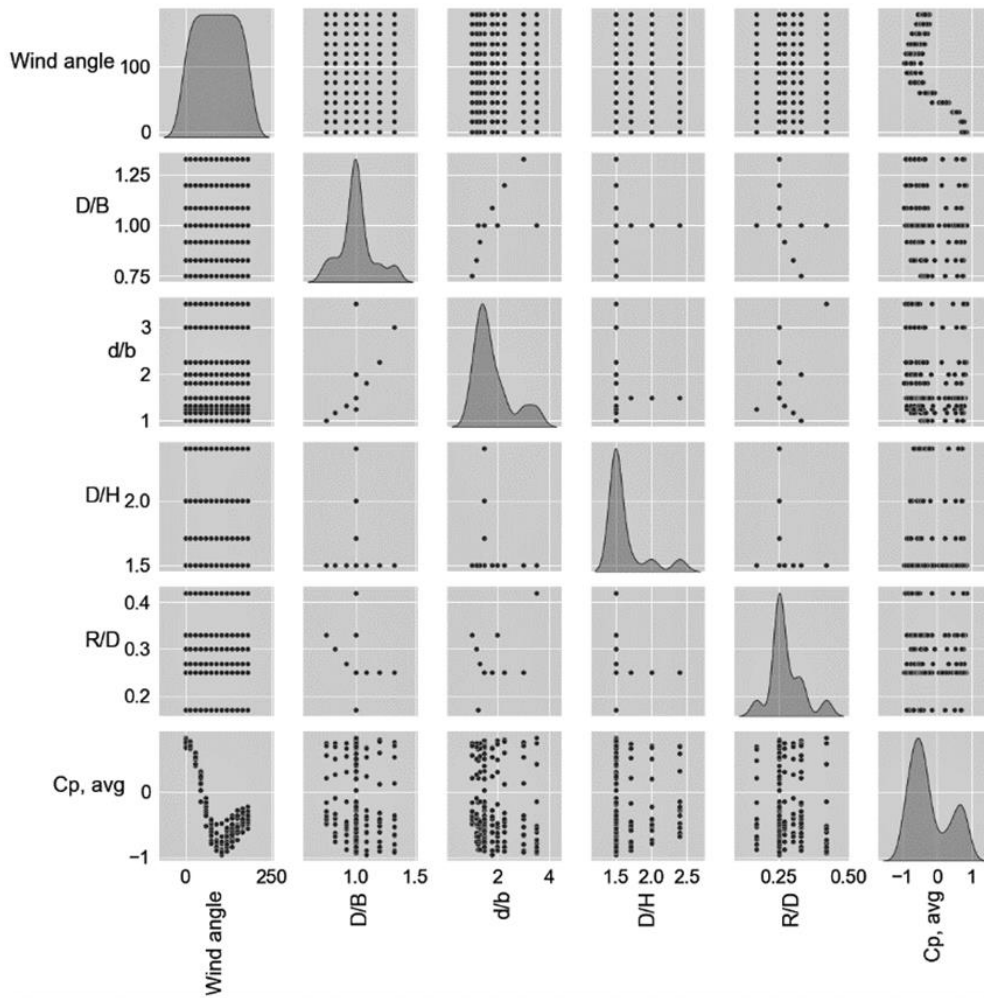 Wind angle
100
0
D/B
1.25
1.00
0.75
d/b
3
2
1
D/H
2.0
1.5
R/D
0.4
0.3
0.2
Cp, avg
0
−1
0 250
1.0 1.5
2 4
1.5 2.0 2.5
0.25 0.50
−1 0 1
Wind angle
D/B
d/b
D/H
R/D
Cp, avg